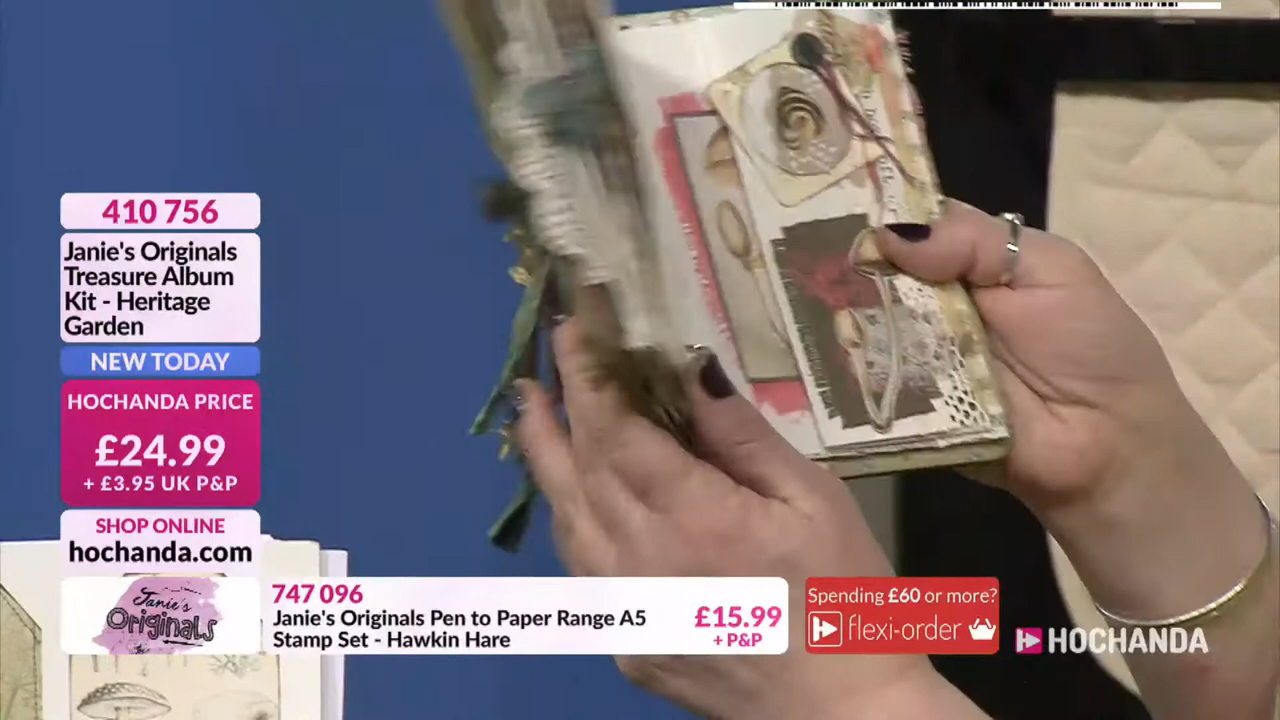 410 756
Janie's Originals
Treasure Album
Kit - Heritage
Garden
NEW TODAY
HOCHANDA PRICE
£24.99
+ £3.95 UK P&P
SHOP ONLINE
hochanda.com
Janie's
Originals
747 096
Janie's Originals Pen to Paper Range A5
Stamp Set - Hawkin Hare
£15.99
+ P&P
Spending £60 or more?
flexi-order
HOCHANDA